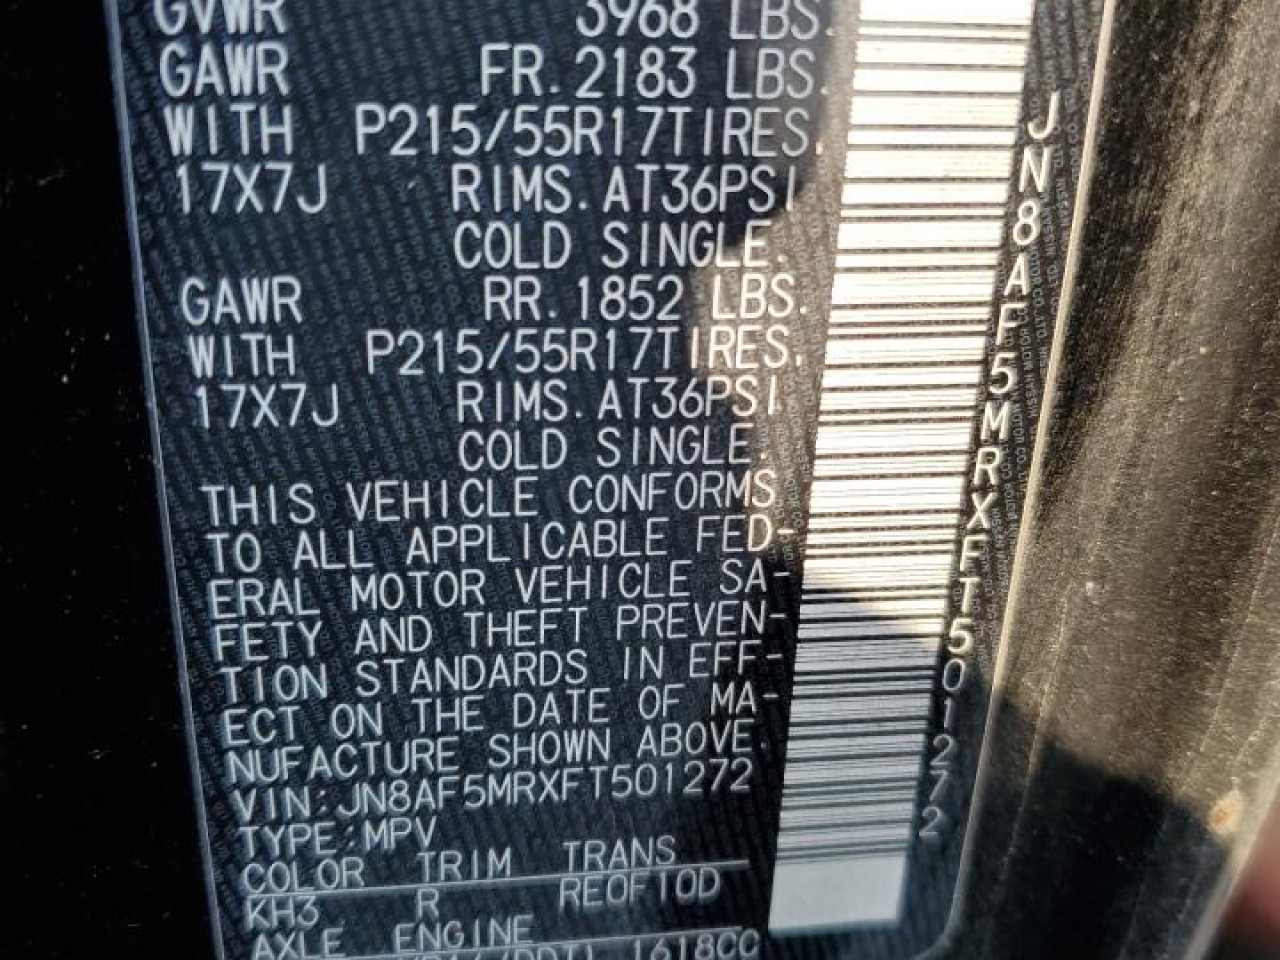 GVWR 3968 LBS.
GAWR FR. 2183 LBS.
WITH P215/55R17TIRES.
17X7J RIMS. AT36PSI
COLD SINGLE.
GAWR RR. 1852 LBS.
WITH P215/55R17TIRES.
17X7J RIMS. AT36PSI
COLD SINGLE.
THIS VEHICLE CONFORMS
TO ALL APPLICABLE FED-
ERAL MOTOR VEHICLE SA-
FETY AND THEFT PREVEN-
TION STANDARDS IN EFF-
ECT ON THE DATE OF MA-
NUFACTURE SHOWN ABOVE.
VIN:JN8AF5MRXFT501272
TYPE:MPV
COLOR TRIM TRANS
KH3 R REOF10D
AXLE ENGINE
1618CC
JN8AF5MRXFT501272